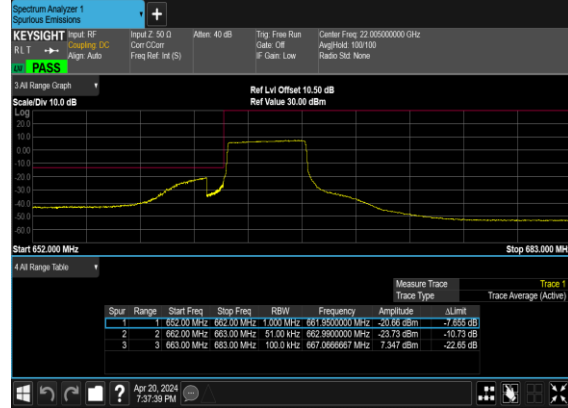 Spectrum Analyzer 1
Spurious Emissions
+
KEYSIGHT Input: RF Input Z: 50 Ω Atten: 40 dB Trig: Free Run Center Freq: 22.005000000 GHz
RLT Coupling: DC Corr CCorr Gate: Off Avg|Hold: 100/100
Align: Auto Freq Ref: Int (S) IF Gain: Low Radio Std: None
PASS
3 All Range Graph
Ref Lvl Offset 10.50 dB
Scale/Div 10.0 dB Ref Value 30.00 dBm
Log
20.0
10.0
0.00
-10.0
-20.0
-30.0
-40.0
-50.0
-60.0
Start 652.000 MHz Stop 683.000 MH
4 All Range Table
Measure Trace Trace 1
Trace Type Trace Average (Active)
Spur Range Start Freq Stop Freq RBW Frequency Amplitude ΔLimit
1 1 652.00 MHz 662.00 MHz 1.000 MHz 661.9500000 MHz -20.66 dBm -7.655 dB
2 2 662.00 MHz 663.00 MHz 51.00 kHz 662.9900000 MHz -23.73 dBm -10.73 dB
3 3 663.00 MHz 683.00 MHz 100.0 kHz 667.0666667 MHz 7.347 dBm -22.65 dB
? Apr 20, 2024
7:37:39 PM